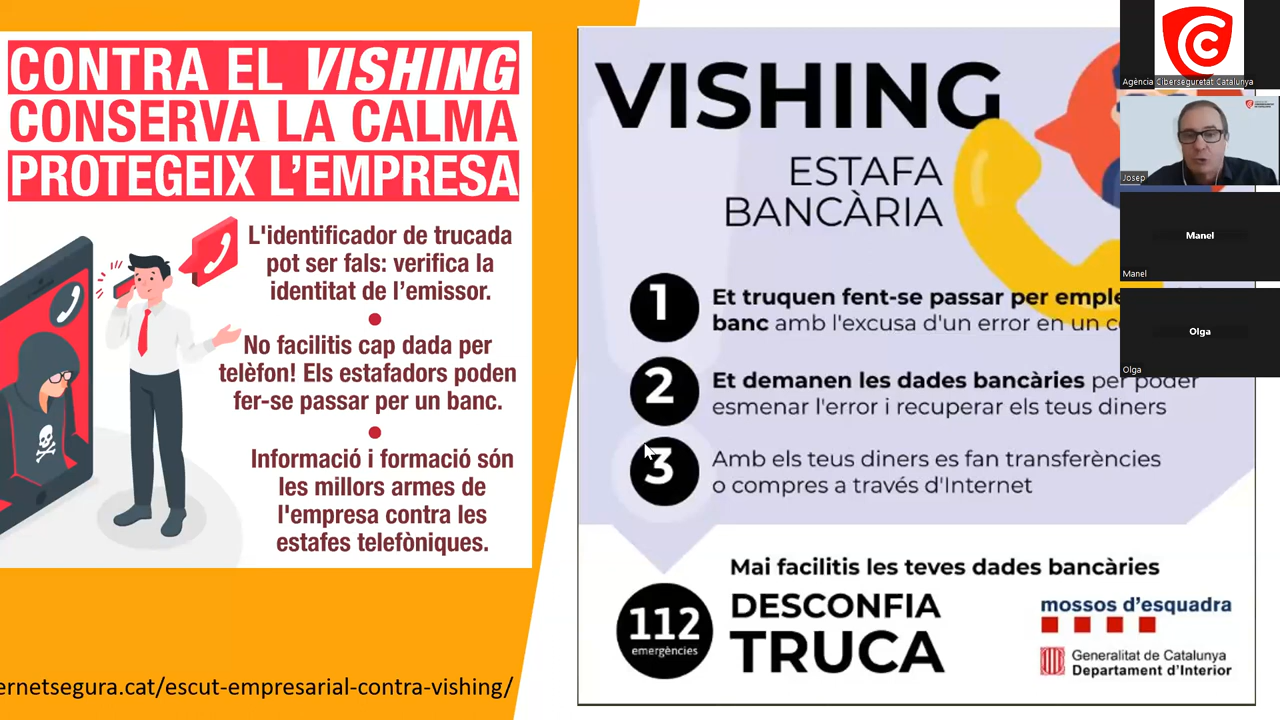 CONTRA EL VISHING
CONSERVA LA CALMA
PROTEGEIX L'EMPRESA
L'identificador de trucada
pot ser fals: verifica la
identitat de l'emissor.
No facilitis cap dada per
telèfon! Els estafadors poden
fer-se passar per un banc.
Informació i formació són
les millors armes de
l'empresa contra les
estafes telefòniques.
ernetsegura.cat/escut-empresarial-contra-vishing/
VISHING
ESTAFA
BANCÀRIA
1
Et truquen fent-se passar per emple
banc amb l'excusa d'un error en un c
2
Et demanen les dades bancàries per poder
esmenar l'error i recuperar els teus diners
3
Amb els teus diners es fan transferències
o compres a través d'Internet
Mai facilitis les teves dades bancàries
112
emergències
DESCONFIA
TRUCA
mossos d'esquadra
Generalitat de Catalunya
Departament d'Interior
Agència Ciberseguretat Catalunya
Josep
Manel
Manel
Olga
Olga